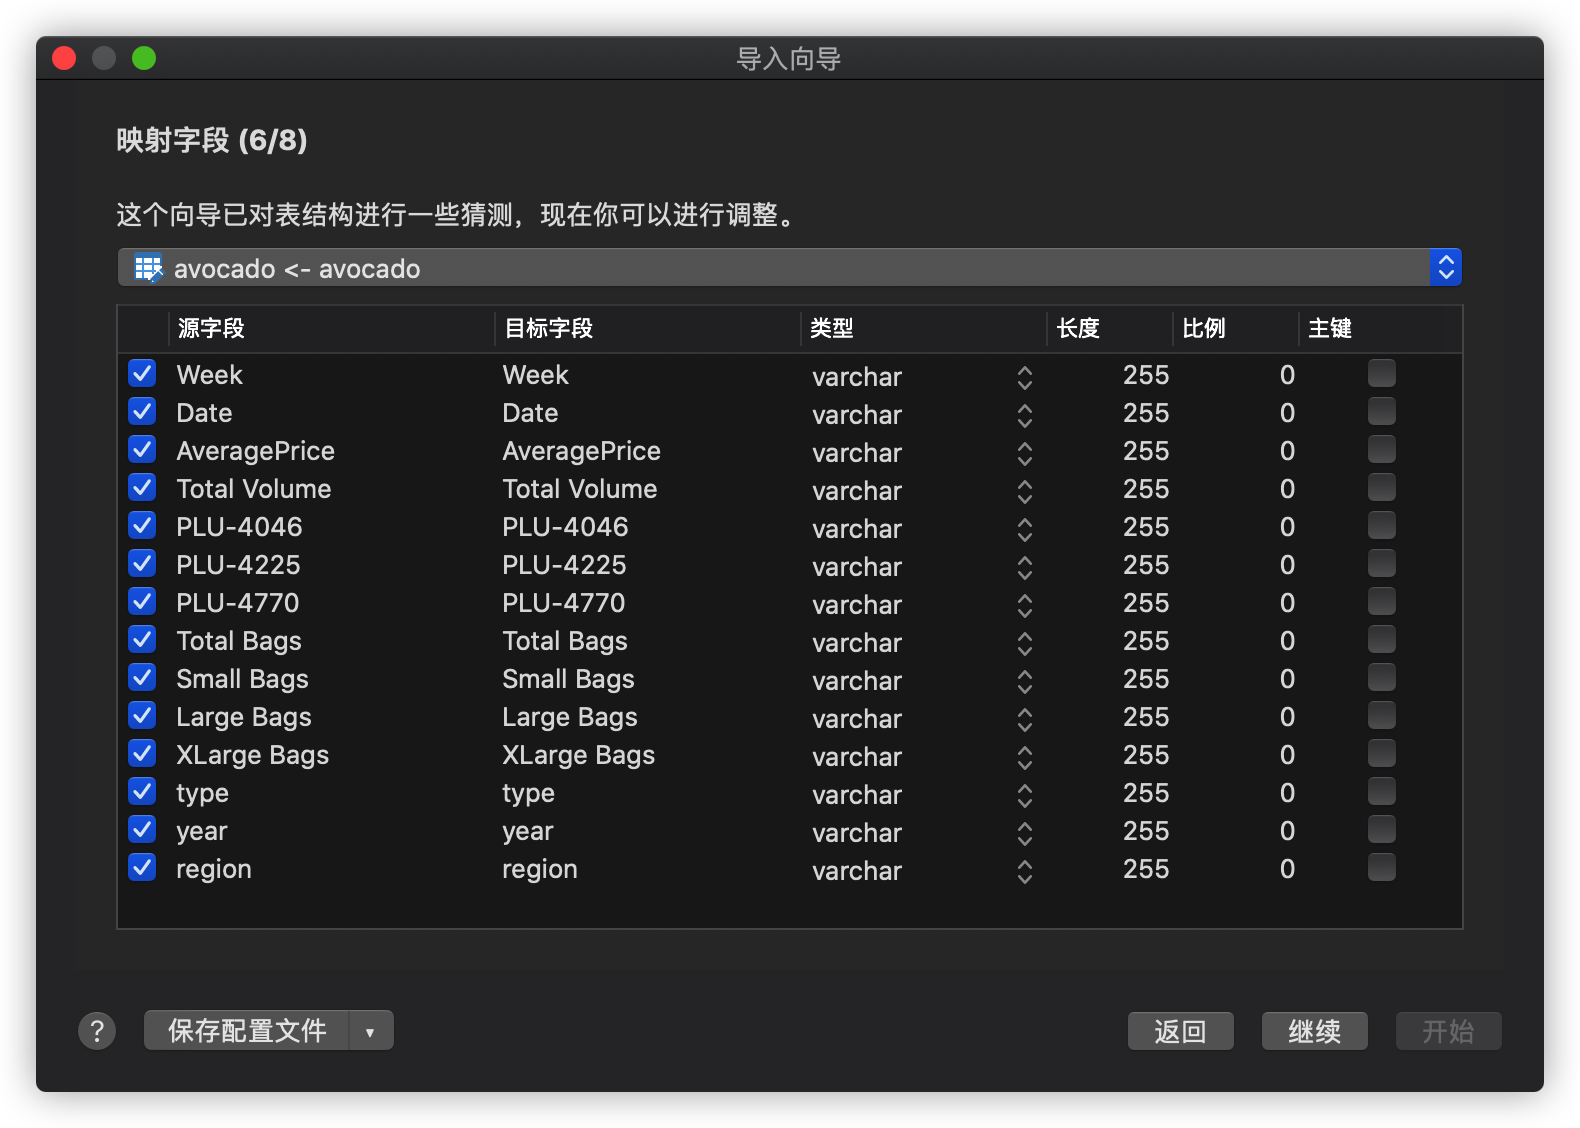 导入向导
映射字段 (6/8)
这个向导已对表结构进行一些猜测，现在你可以进行调整。
avocado <- avocado
源字段 目标字段 类型 长度 比例 主键
Week Week varchar 255 0
Date Date varchar 255 0
AveragePrice AveragePrice varchar 255 0
Total Volume Total Volume varchar 255 0
PLU-4046 PLU-4046 varchar 255 0
PLU-4225 PLU-4225 varchar 255 0
PLU-4770 PLU-4770 varchar 255 0
Total Bags Total Bags varchar 255 0
Small Bags Small Bags varchar 255 0
Large Bags Large Bags varchar 255 0
XLarge Bags XLarge Bags varchar 255 0
type type varchar 255 0
year year varchar 255 0
region region varchar 255 0
? 保存配置文件 返回 继续 开始